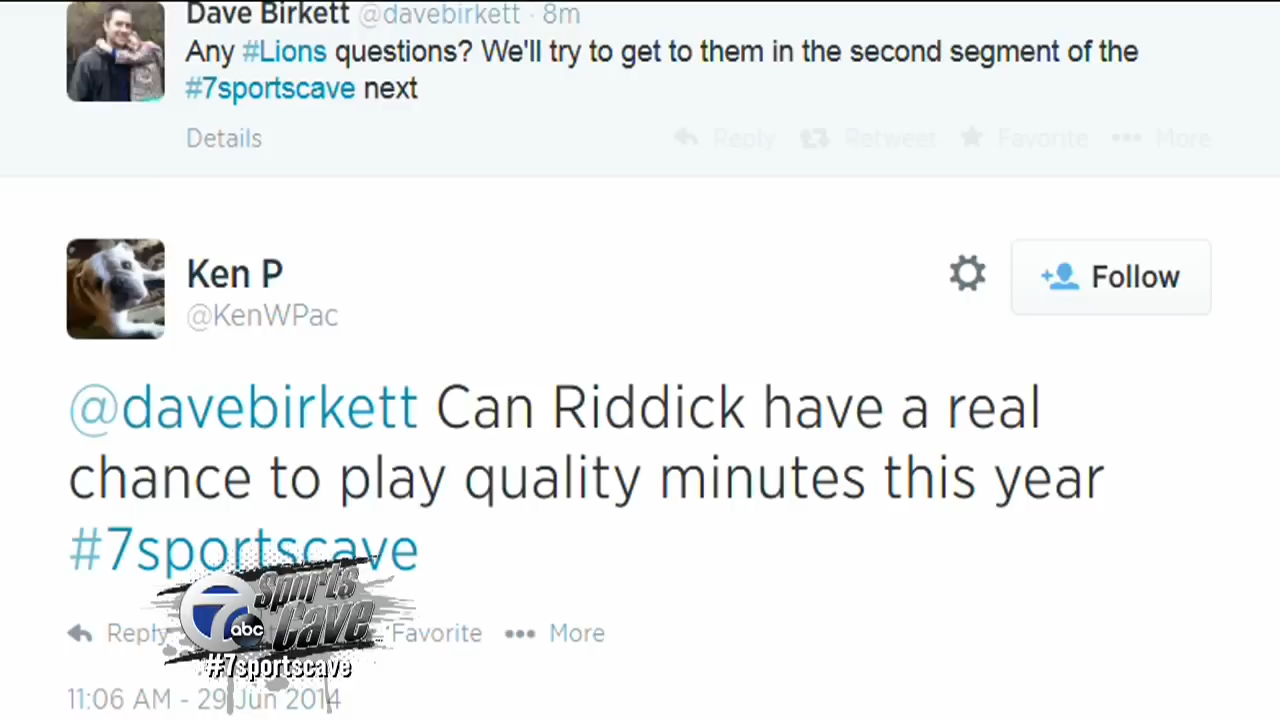 Dave Birkett @davebirkett · 8m
Any #Lions questions? We'll try to get to them in the second segment of the
#7sportscave next
Details Reply Retweet Favorite More
Ken P
@KenWPac
Follow
@davebirkett Can Riddick have a real
chance to play quality minutes this year
#7sportscave
Reply Favorite More
7 abc Sports Cave
#7sportscave
11:06 AM - 29 Jun 2014